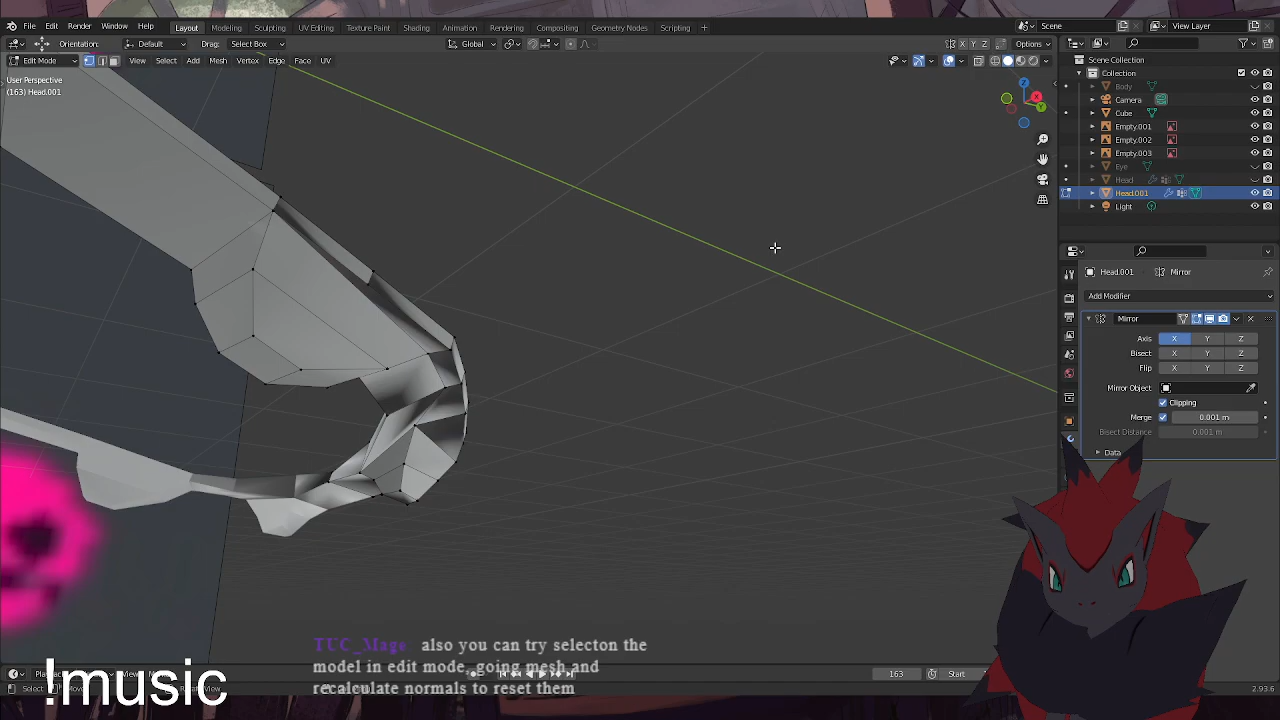 File Edit Render Window Help
Layout Modeling Sculpting UV Editing Texture Paint Shading Animation Rendering Compositing Geometry Nodes Scripting +
Scene
View Layer
Orientation: Default Drag: Select Box
Global
X Y Z Options
Edit Mode View Select Add Mesh Vertex Edge Face UV
User Perspective
(163) Head.001
Scene Collection
Collection
Body
Camera
Cube
Empty.001
Empty.002
Empty.003
Eye
Head
Head.001
Light
Head.001 Mirror
Add Modifier
Mirror
Axis X Y Z
Bisect X Y Z
Flip X Y Z
Mirror Object
Clipping
Merge 0.001 m
Bisect Distance 0.001 m
Data
TUC_Mage: also you can try selecton the
model in edit mode, going mesh and
recalculate normals to reset them
!music
163
Start
Select
2.93.6